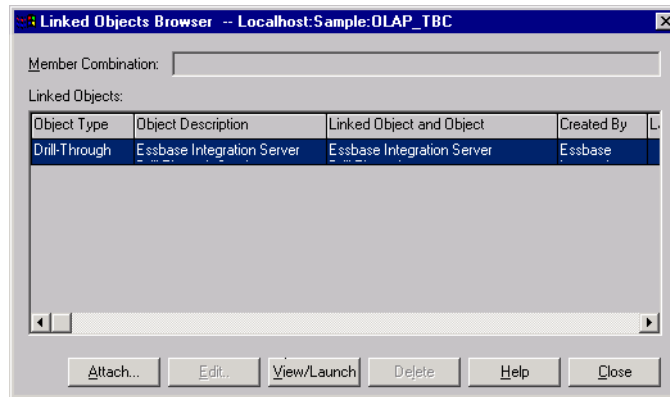 Linked Objects Browser -- Localhost:Sample:OLAP_TBC
Member Combination:
Linked Objects:
Object Type Object Description Linked Object and Object Created By L
Drill-Through Essbase Integration Server Essbase Integration Server Essbase
Attach... Edit.. View/Launch Delete Help Close